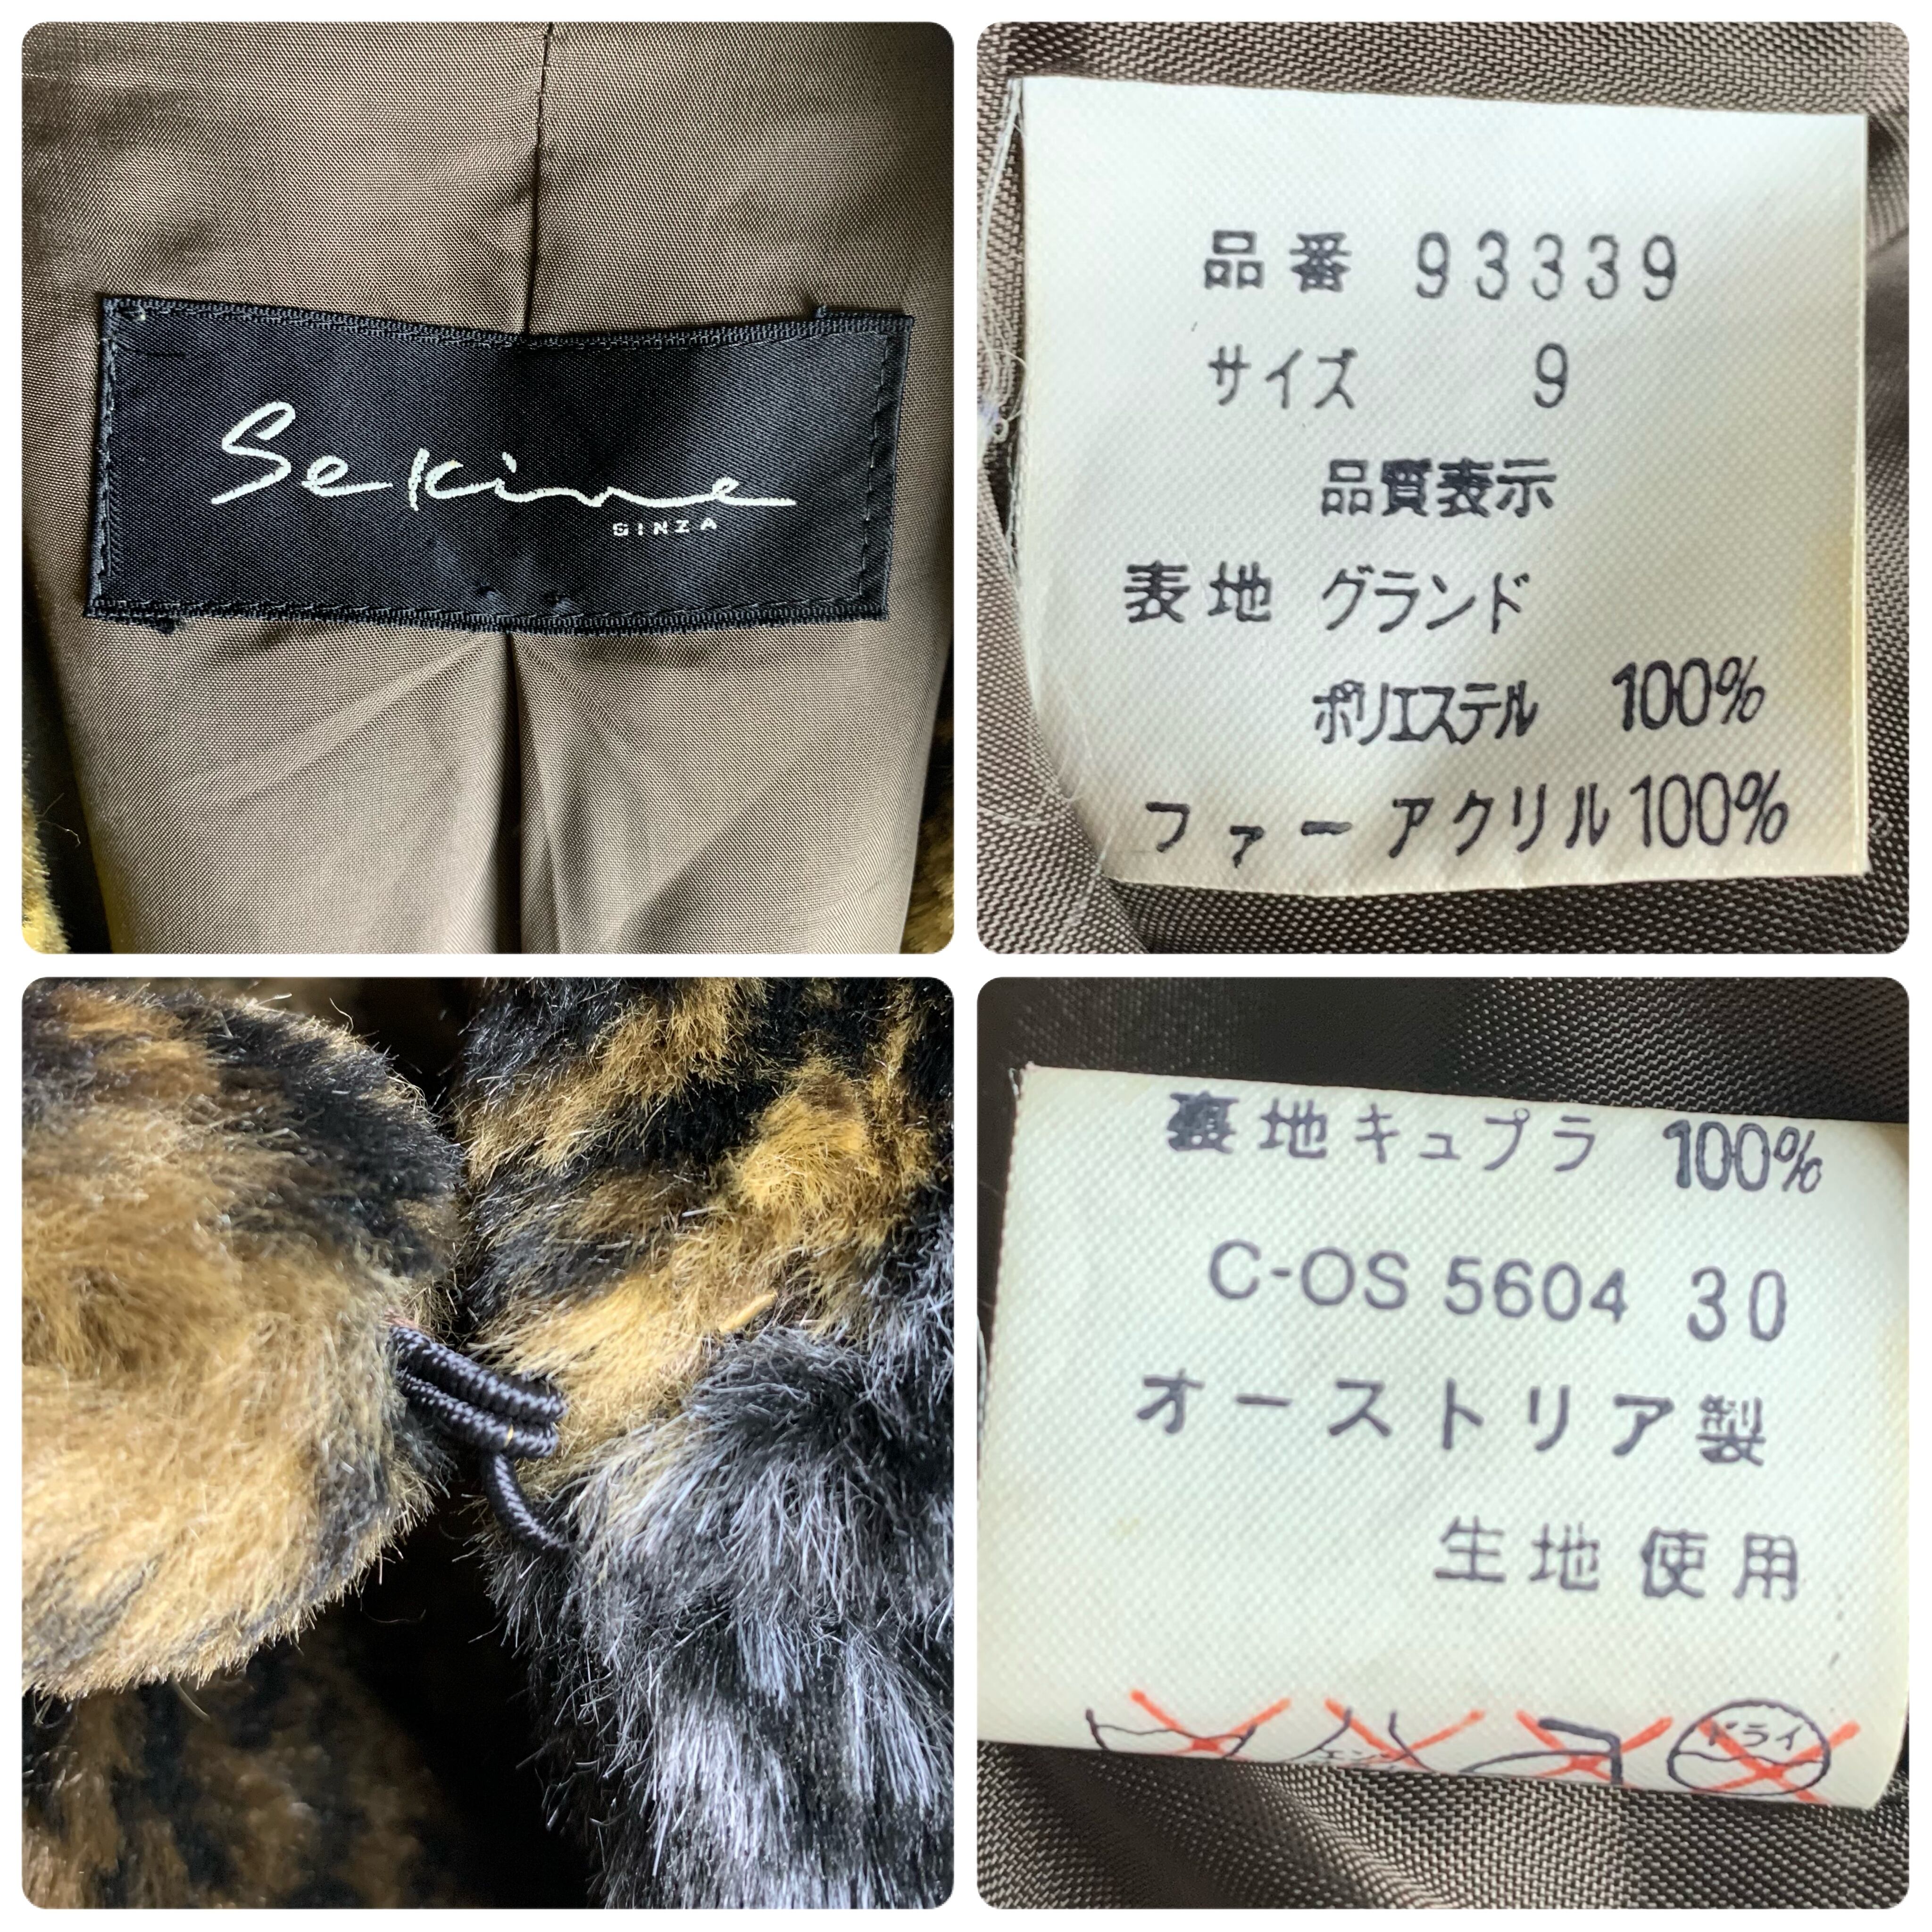 Sekine
GINZA
品番 93339
サイズ 9
品質表示
表地 グランド
ポリエステル 100%
ファー アクリル 100%
裏地 キュプラ 100%
C-OS 5604 30
オーストリア製
生地使用
エンソ
ドライ